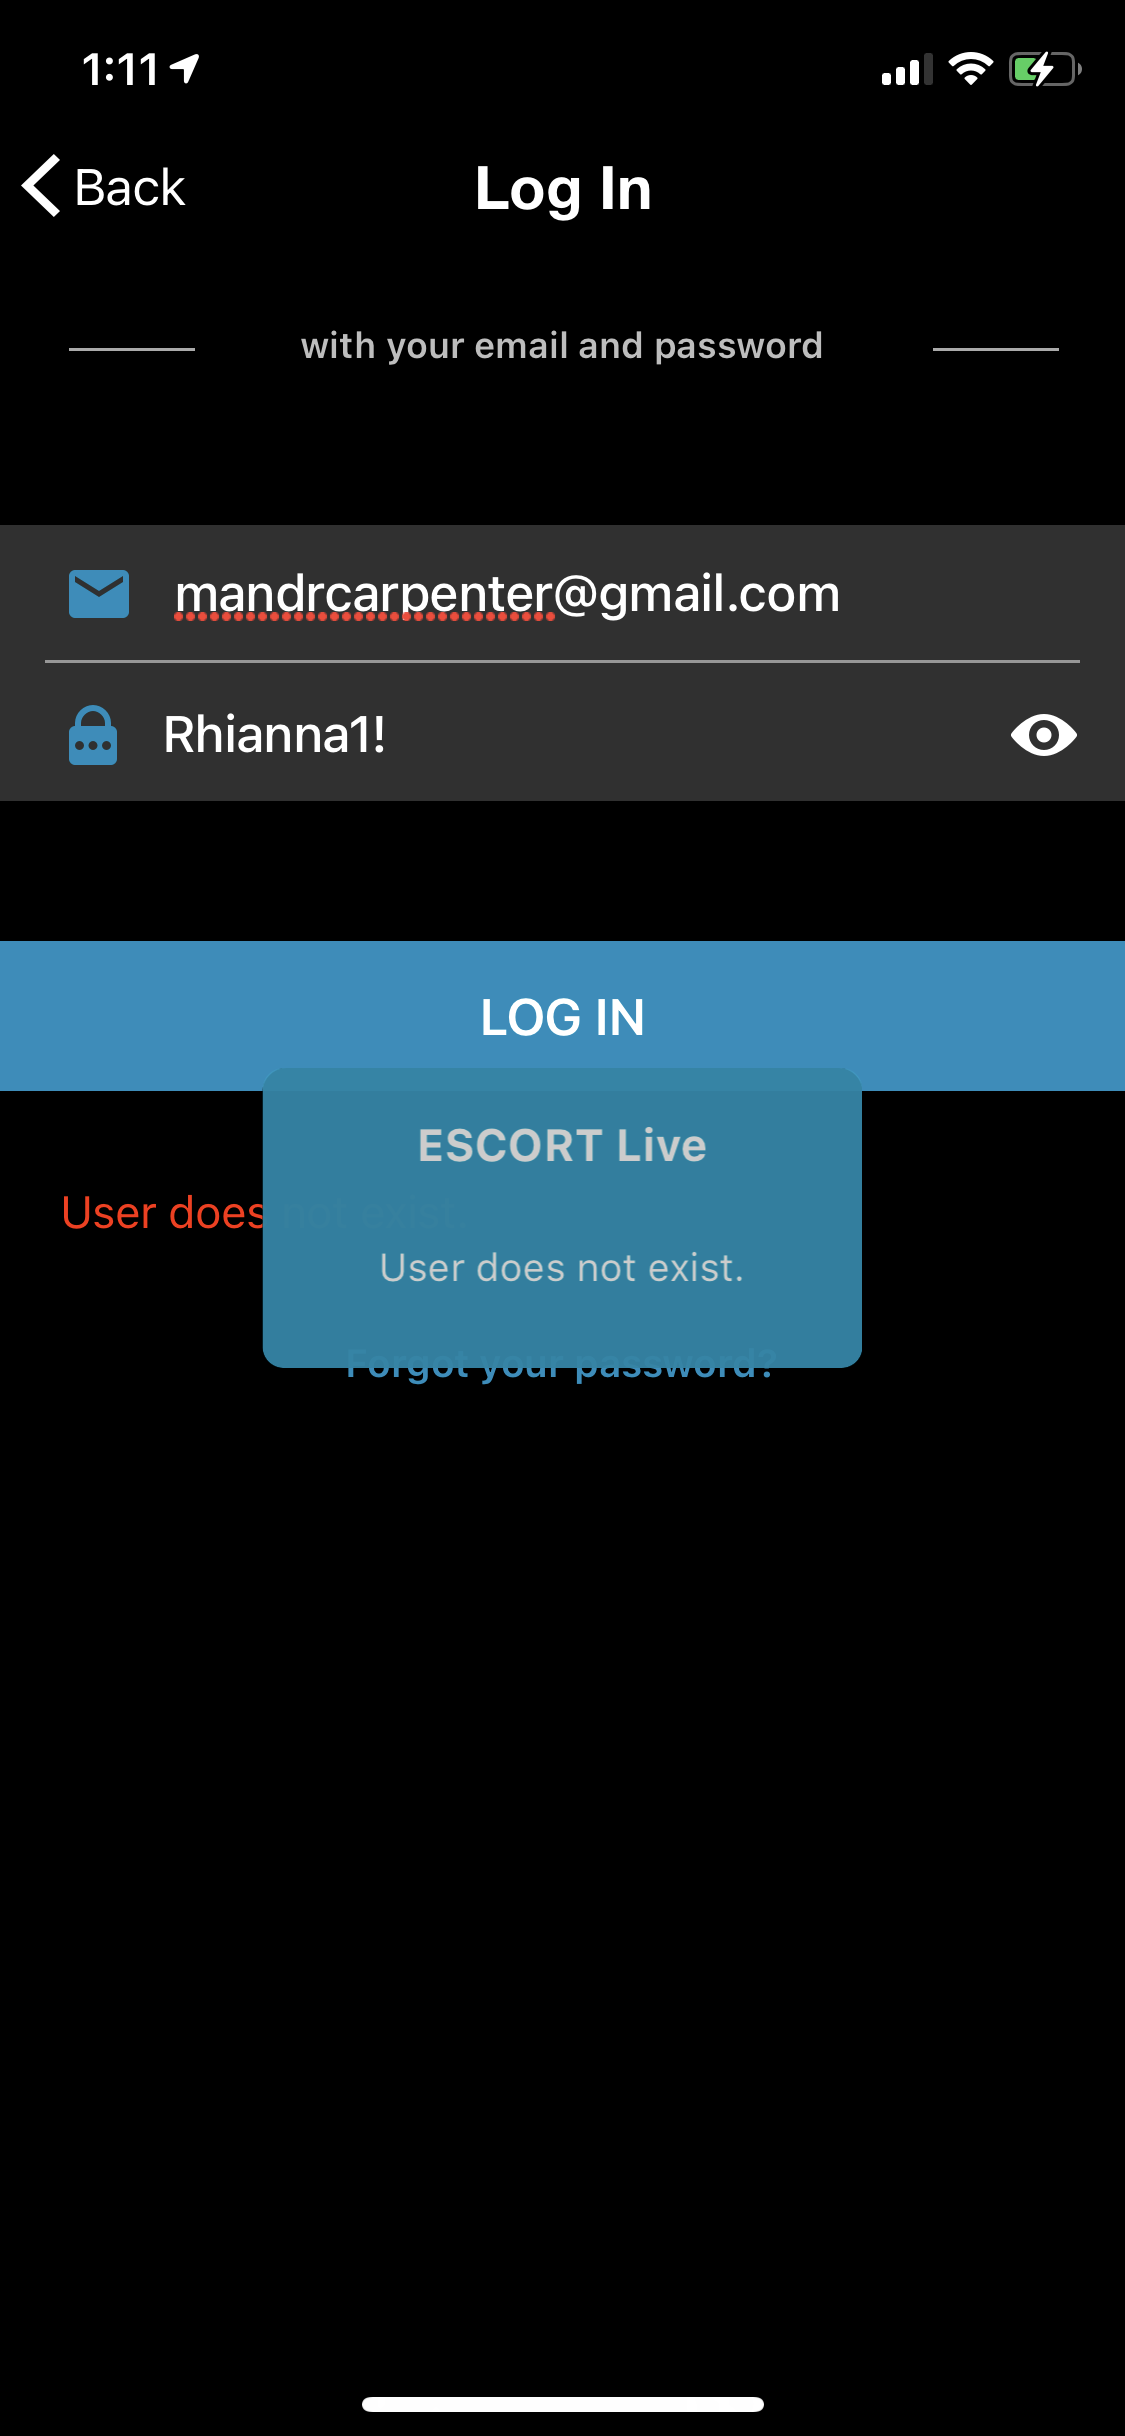 1:11
Back
Log In
with your email and password
mandrcarpenter@gmail.com
Rhianna1!
LOG IN
ESCORT Live
User does not exist.
User does not exist.
Forgot your password?